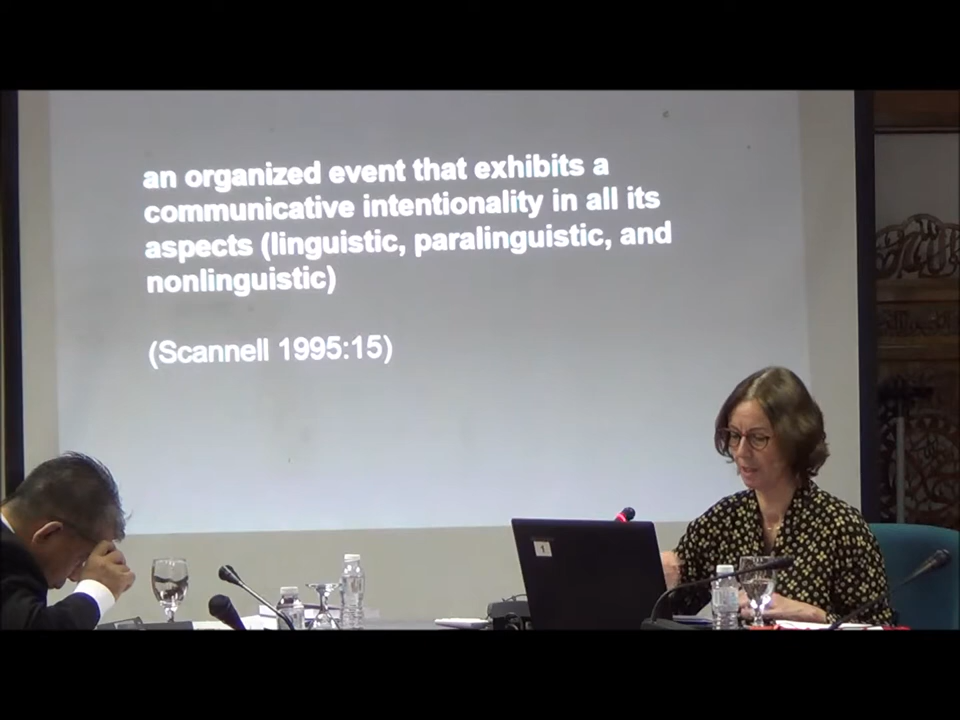 an organized event that exhibits a
communicative intentionality in all its
aspects (linguistic, paralinguistic, and
nonlinguistic)
(Scannell 1995:15)
1